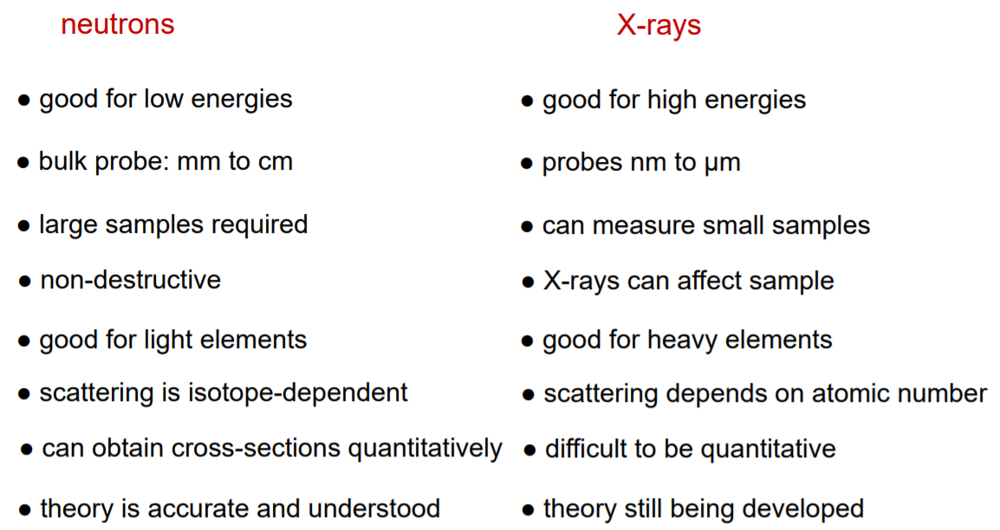 neutrons
● good for low energies
● bulk probe: mm to cm
● large samples required
● non-destructive
● good for light elements
● scattering is isotope-dependent
● can obtain cross-sections quantitatively
● theory is accurate and understood
X-rays
● good for high energies
● probes nm to μm
● can measure small samples
● X-rays can affect sample
● good for heavy elements
● scattering depends on atomic number
● difficult to be quantitative
● theory still being developed